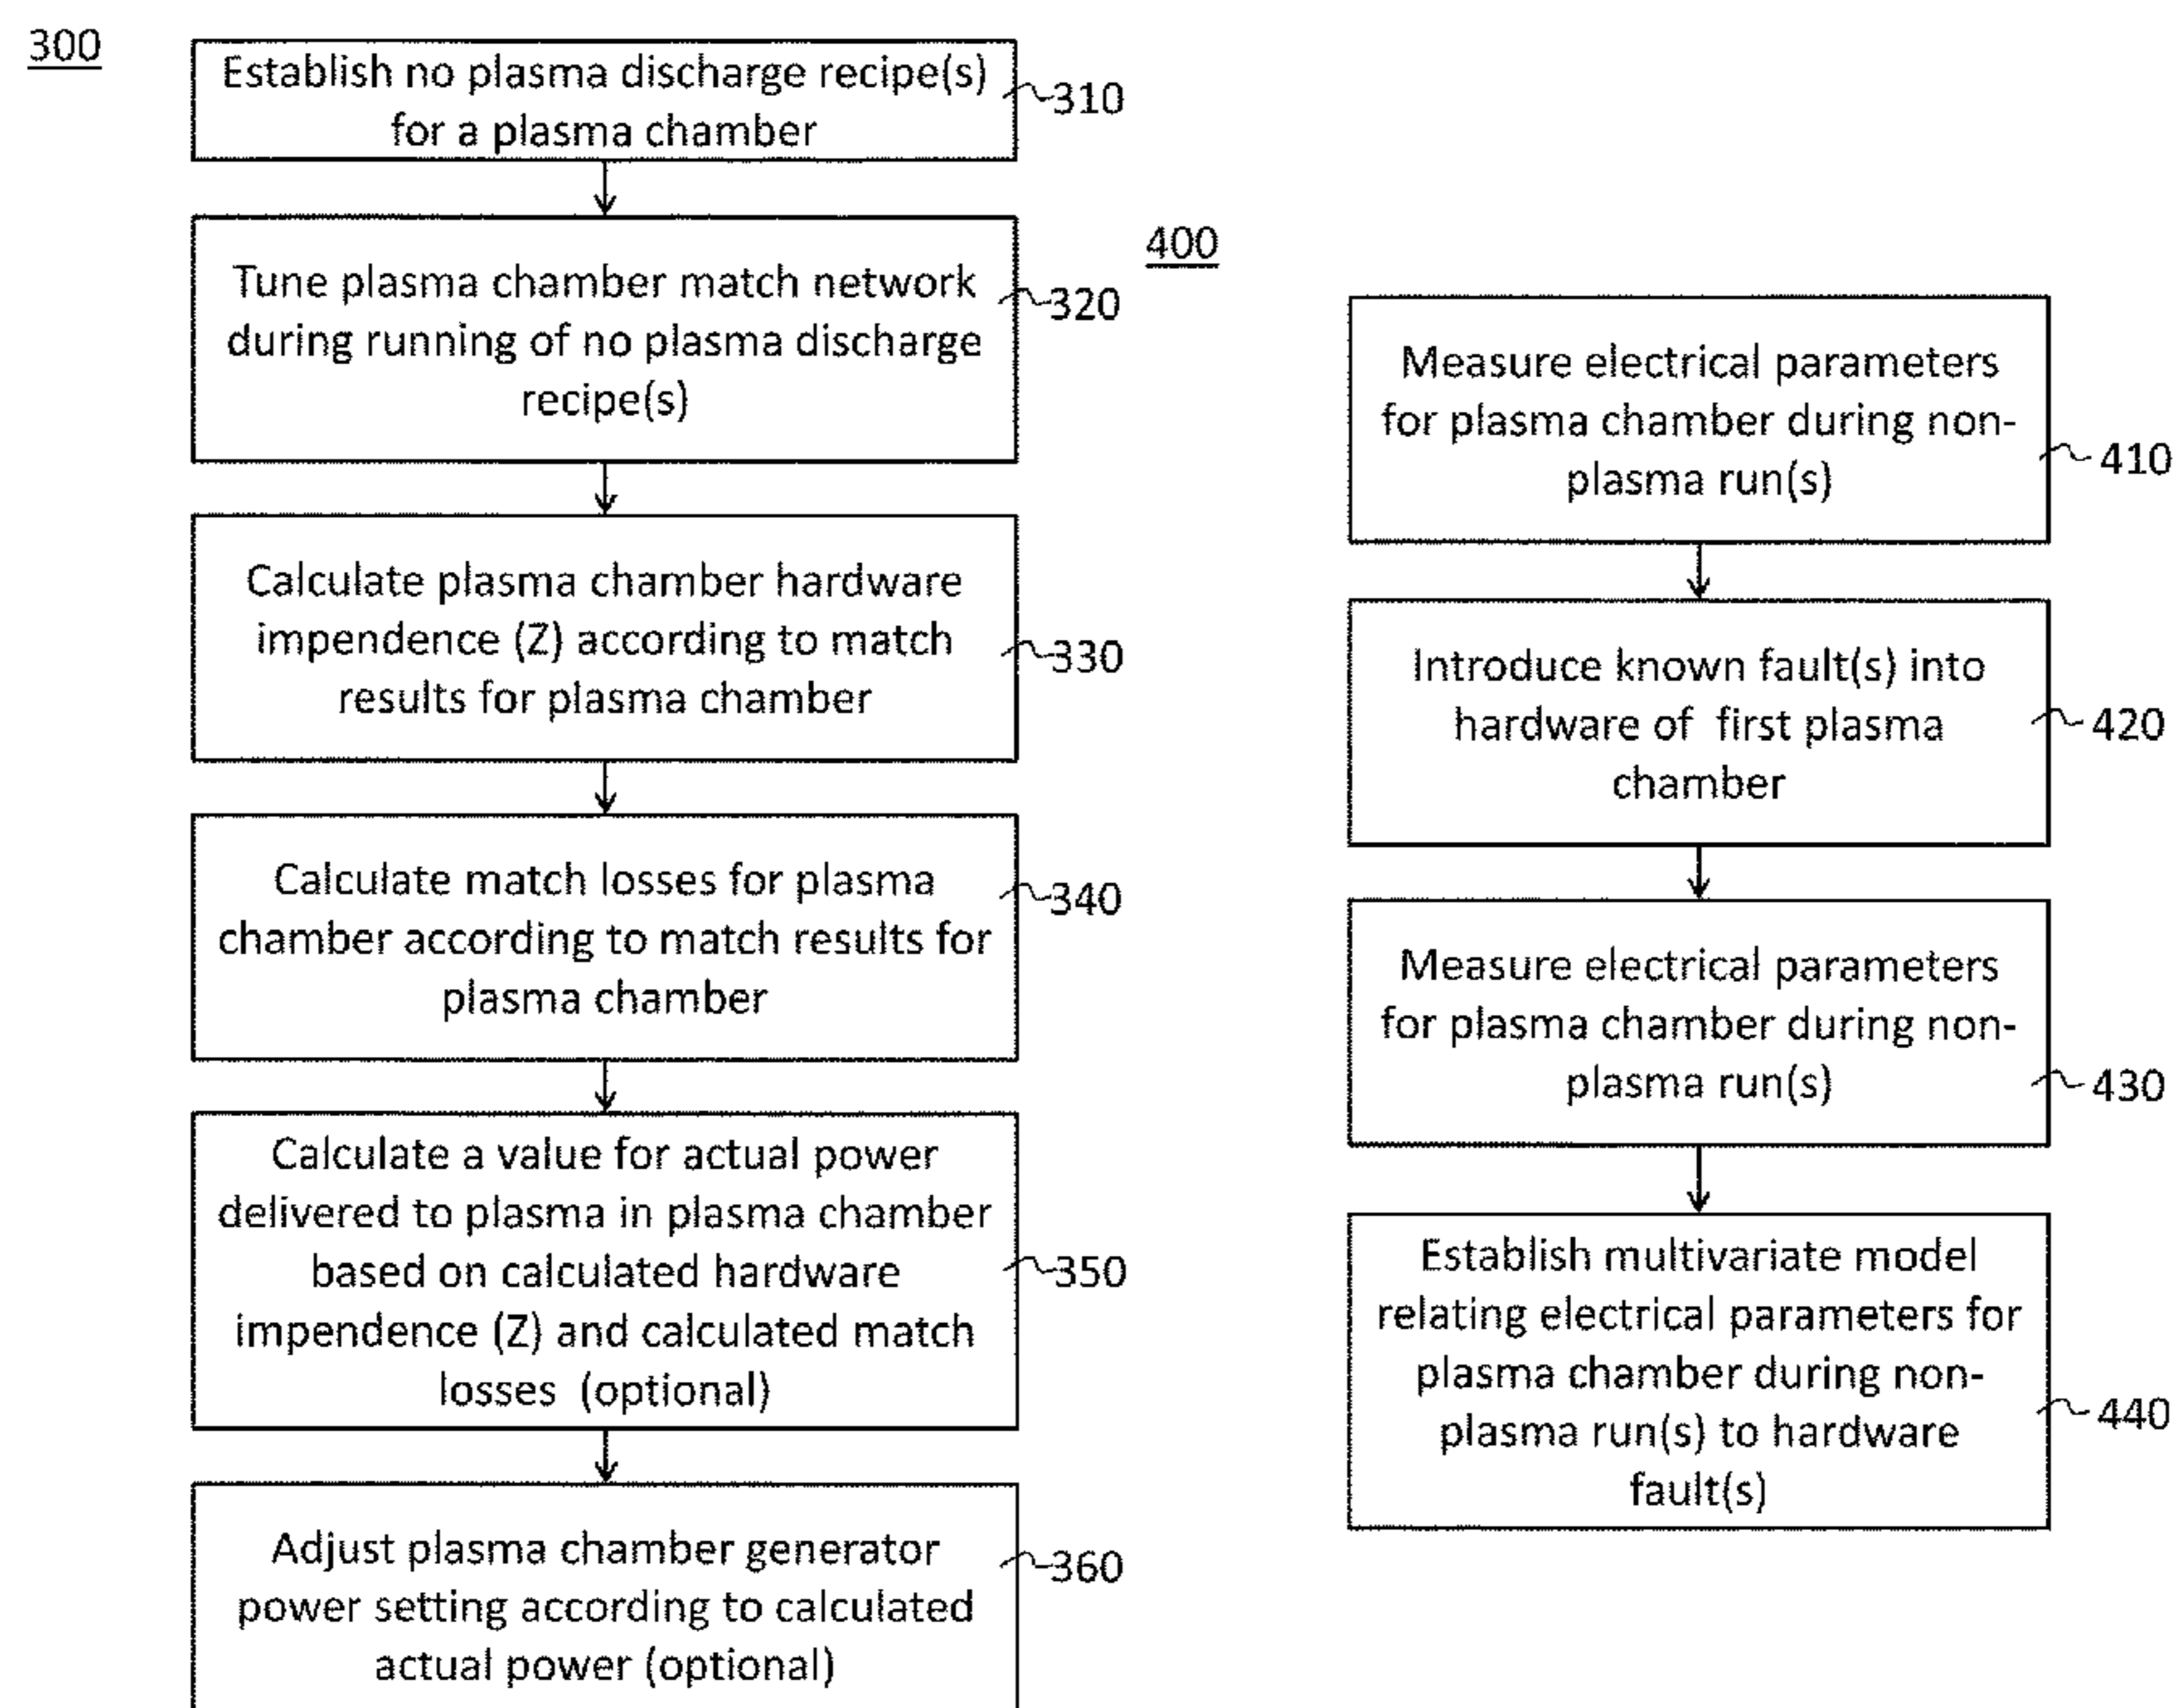 300
Establish no plasma discharge recipe(s)
for a plasma chamber
310
Tune plasma chamber match network
during running of no plasma discharge
recipe(s)
320
Calculate plasma chamber hardware
impendence (Z) according to match
results for plasma chamber
330
Calculate match losses for plasma
chamber according to match results for
plasma chamber
340
Calculate a value for actual power
delivered to plasma in plasma chamber
based on calculated hardware
impendence (Z) and calculated match
losses (optional)
350
Adjust plasma chamber generator
power setting according to calculated
actual power (optional)
360
400
Measure electrical parameters
for plasma chamber during non-
plasma run(s)
410
Introduce known fault(s) into
hardware of first plasma
chamber
420
Measure electrical parameters
for plasma chamber during non-
plasma run(s)
430
Establish multivariate model
relating electrical parameters for
plasma chamber during non-
plasma run(s) to hardware
fault(s)
440